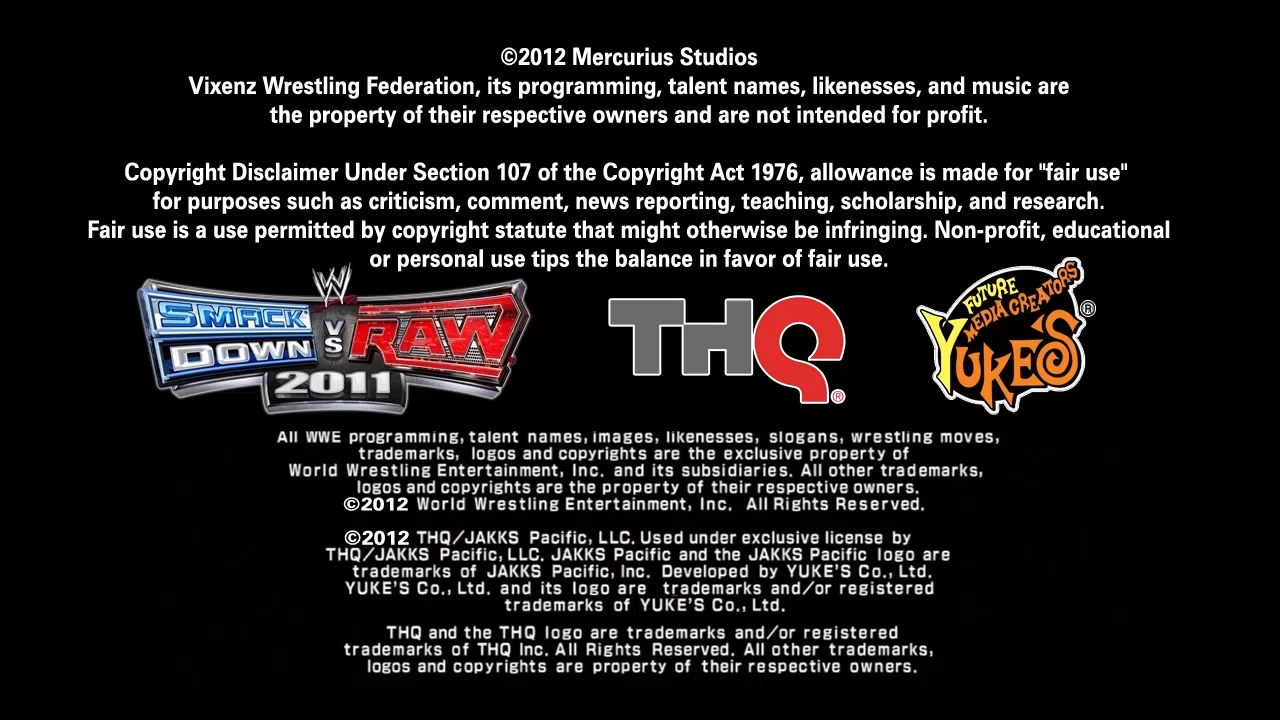 ©2012 Mercurius Studios
Vixenz Wrestling Federation, its programming, talent names, likenesses, and music are
the property of their respective owners and are not intended for profit.
Copyright Disclaimer Under Section 107 of the Copyright Act 1976, allowance is made for "fair use"
for purposes such as criticism, comment, news reporting, teaching, scholarship, and research.
Fair use is a use permitted by copyright statute that might otherwise be infringing. Non-profit, educational
or personal use tips the balance in favor of fair use.
W
SMACK
DOWN
VS
RAW
2011
THQ®
FUTURE
MEDIA CREATORS
YUKE'S®
All WWE programming, talent names, images, likenesses, slogans, wrestling moves,
trademarks, logos and copyrights are the exclusive property of
World Wrestling Entertainment, Inc. and its subsidiaries. All other trademarks,
logos and copyrights are the property of their respective owners.
©2012 World Wrestling Entertainment, Inc. All Rights Reserved.
©2012 THQ/JAKKS Pacific, LLC. Used under exclusive license by
THQ/JAKKS Pacific, LLC. JAKKS Pacific and the JAKKS Pacific logo are
trademarks of JAKKS Pacific, Inc. Developed by YUKE'S Co., Ltd.
YUKE'S Co., Ltd. and its logo are trademarks and/or registered
trademarks of YUKE'S Co., Ltd.
THQ and the THQ logo are trademarks and/or registered
trademarks of THQ Inc. All Rights Reserved. All other trademarks,
logos and copyrights are property of their respective owners.